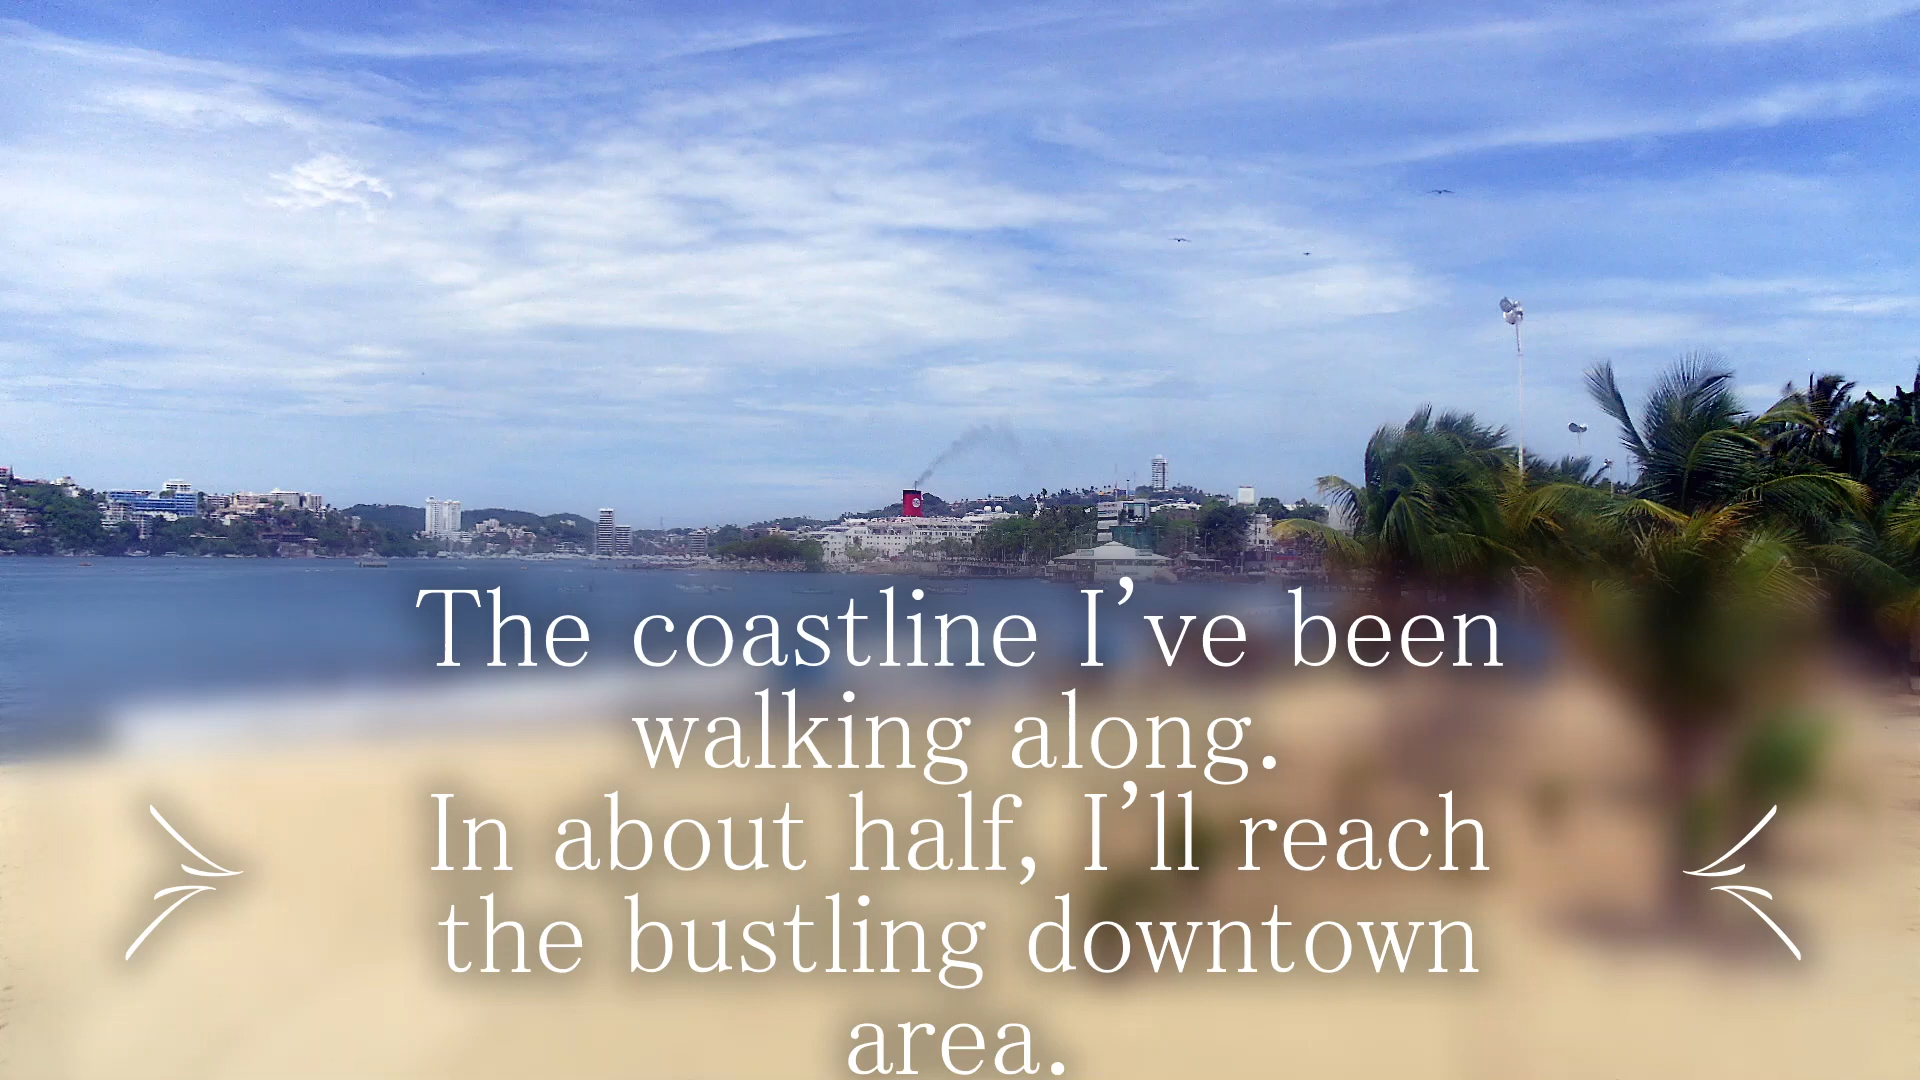 The coastline I’ve been
walking along.
In about half, I’ll reach
the bustling downtown
area.